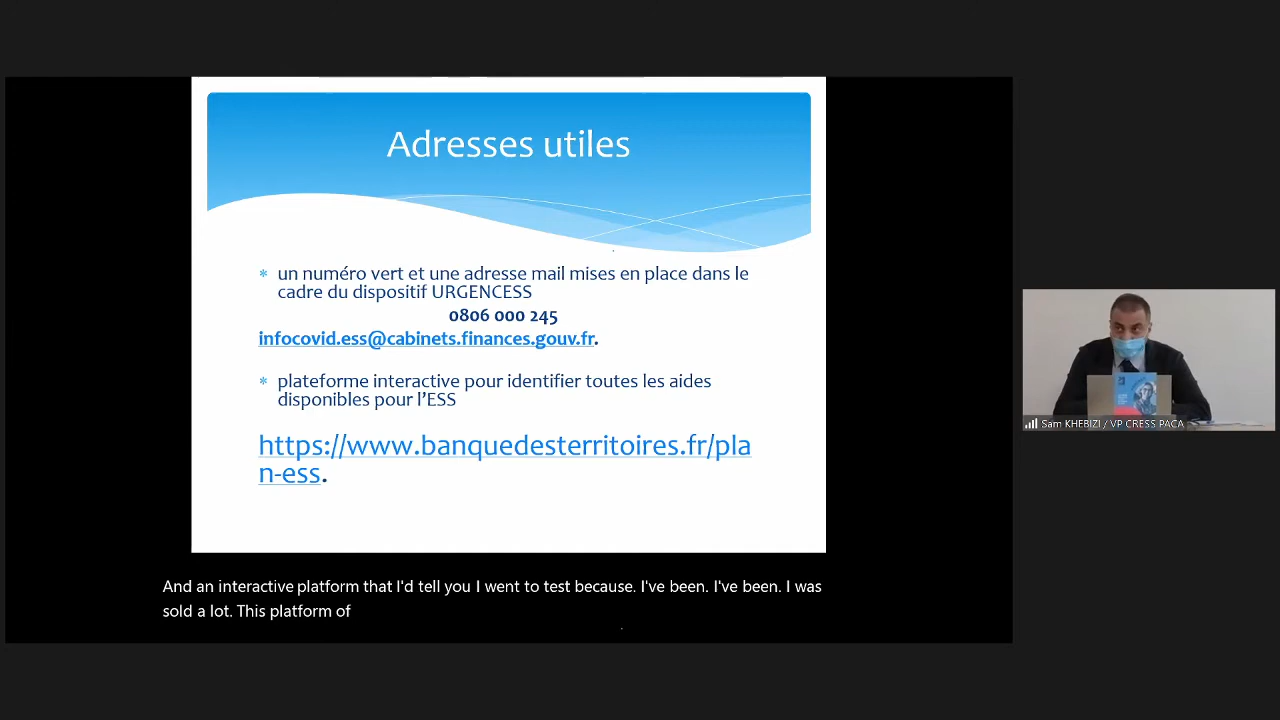 Adresses utiles
un numéro vert et une adresse mail mises en place dans le
cadre du dispositif URGENCESS
0806 000 245
infocovid.ess@cabinets.finances.gouv.fr.
plateforme interactive pour identifier toutes les aides
disponibles pour l’ESS
https://www.banquedesterritoires.fr/pla
n-ess.
Sam KHEBIZI / VP CRESS PACA
And an interactive platform that I'd tell you I went to test because. I've been. I've been. I was
sold a lot. This platform of